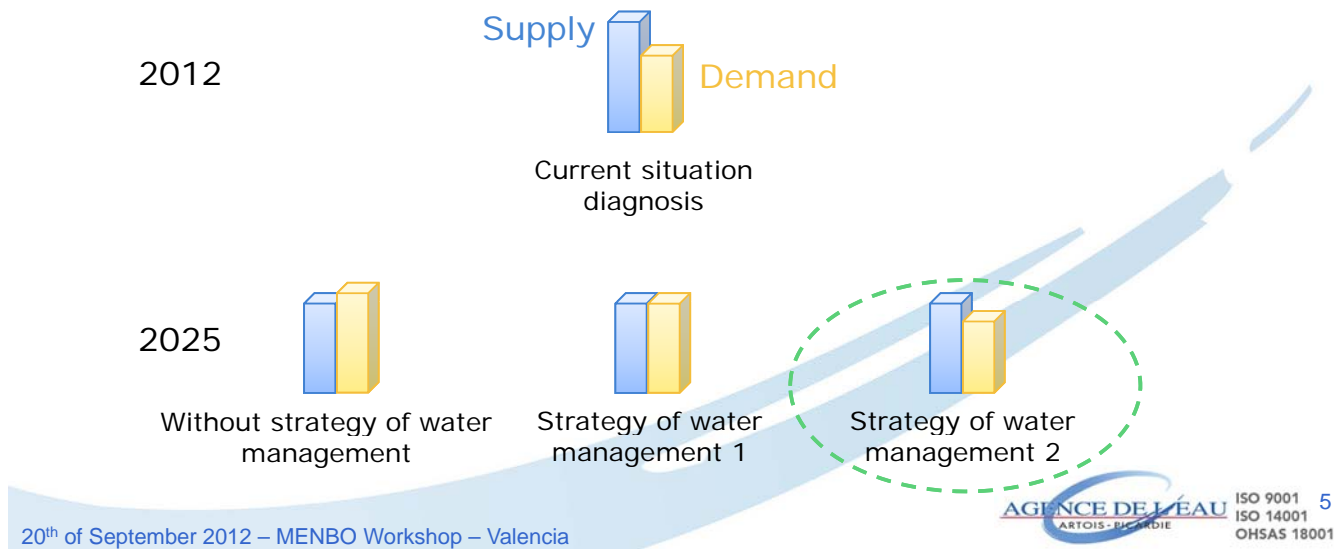 Supply
2012
Demand
Current situation
diagnosis
2025
Without strategy of water
management
Strategy of water
management 1
Strategy of water
management 2
AGENCE DE L'EAU
ARTOIS - PICARDIE
ISO 9001
ISO 14001
OHSAS 18001
5
20th of September 2012 – MENBO Workshop – Valencia